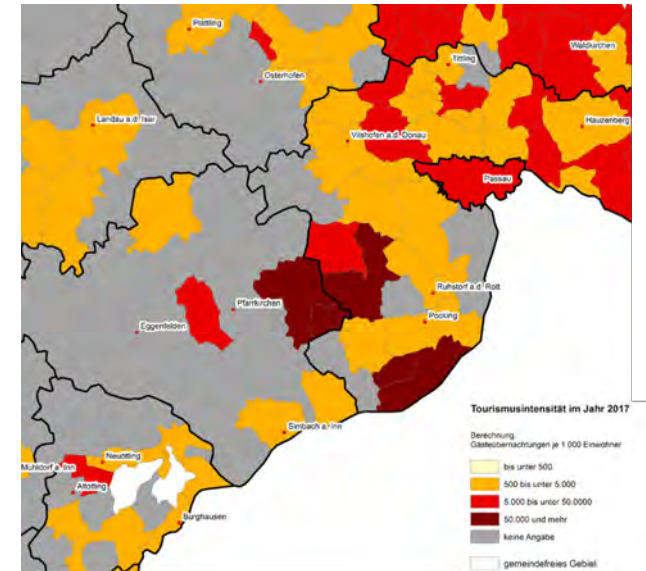 Plattling
Osterhofen
Waldkirchen
Tittling
Landau a.d. Isar
Hauzenberg
Vilshofen a.d. Donau
Passau
Ruhstorf a.d. Rott
Pfarrkirchen
Pocking
Eggenfelden
Simbach a. Inn
Neuötting
Mühldorf a. Inn
Altötting
Burghausen
Tourismusintensität im Jahr 2017
Berechnung:
Gästeübernachtungen je 1 000 Einwohner
bis unter 500
500 bis unter 5.000
5.000 bis unter 50.0000
50.000 und mehr
keine Angabe
gemeindefreies Gebiet